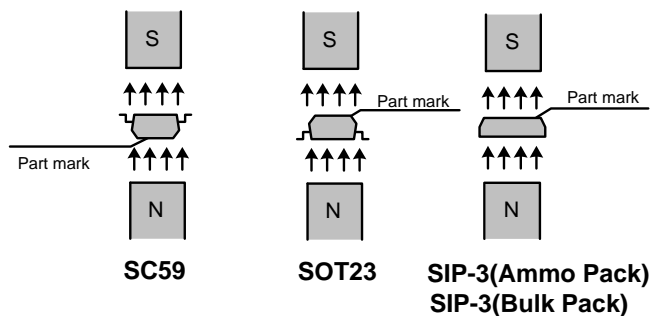 S
S
S
Part mark
Part mark
Part mark
N
N
N
SC59
SOT23
SIP-3(Ammo Pack)
SIP-3(Bulk Pack)